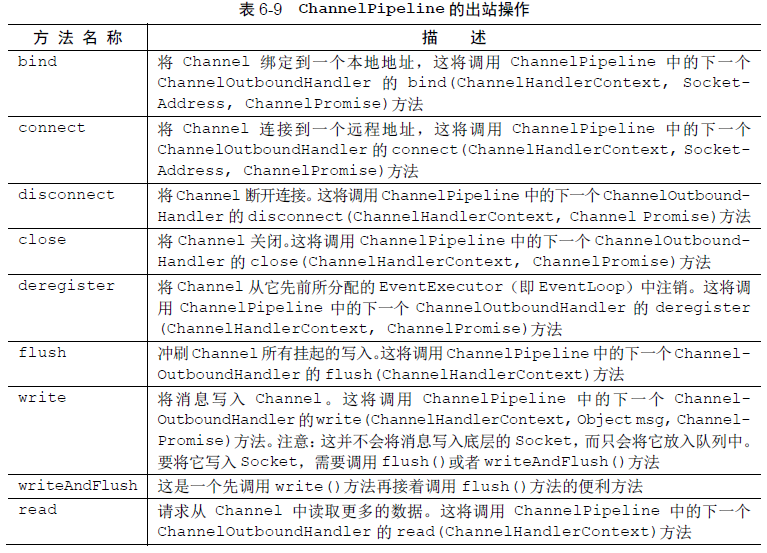 表 6-9 ChannelPipeline 的出站操作
方 法 名 称 描 述
bind 将 Channel 绑定到一个本地地址，这将调用 ChannelPipeline 中的下一个
ChannelOutboundHandler 的 bind(ChannelHandlerContext, Socket-
Address, ChannelPromise)方法
connect 将 Channel 连接到一个远程地址，这将调用 ChannelPipeline 中的下一个
ChannelOutboundHandler 的 connect(ChannelHandlerContext, Socket-
Address, ChannelPromise)方法
disconnect 将 Channel 断开连接。这将调用 ChannelPipeline 中的下一个 ChannelOutbound-
Handler 的 disconnect(ChannelHandlerContext, Channel Promise)方法
close 将 Channel 关闭。这将调用 ChannelPipeline 中的下一个 ChannelOutbound-
Handler 的 close(ChannelHandlerContext, ChannelPromise)方法
deregister 将 Channel 从它先前所分配的 EventExecutor（即 EventLoop）中注销。这将调
用 ChannelPipeline 中的下一个 ChannelOutboundHandler 的 deregister
(ChannelHandlerContext, ChannelPromise)方法
flush 冲刷 Channel 所有挂起的写入。这将调用 ChannelPipeline 中的下一个 Channel-
OutboundHandler 的 flush(ChannelHandlerContext)方法
write 将消息写入 Channel。这将调用 ChannelPipeline 中的下一个 Channel-
OutboundHandler 的 write(ChannelHandlerContext, Object msg, Channel-
Promise)方法。注意：这并不会将消息写入底层的 Socket，而只会将它放入队列中。
要将它写入 Socket，需要调用 flush()或者 writeAndFlush()方法
writeAndFlush 这是一个先调用 write()方法再接着调用 flush()方法的便利方法
read 请求从 Channel 中读取更多的数据。这将调用 ChannelPipeline 中的下一个
ChannelOutboundHandler 的 read(ChannelHandlerContext)方法